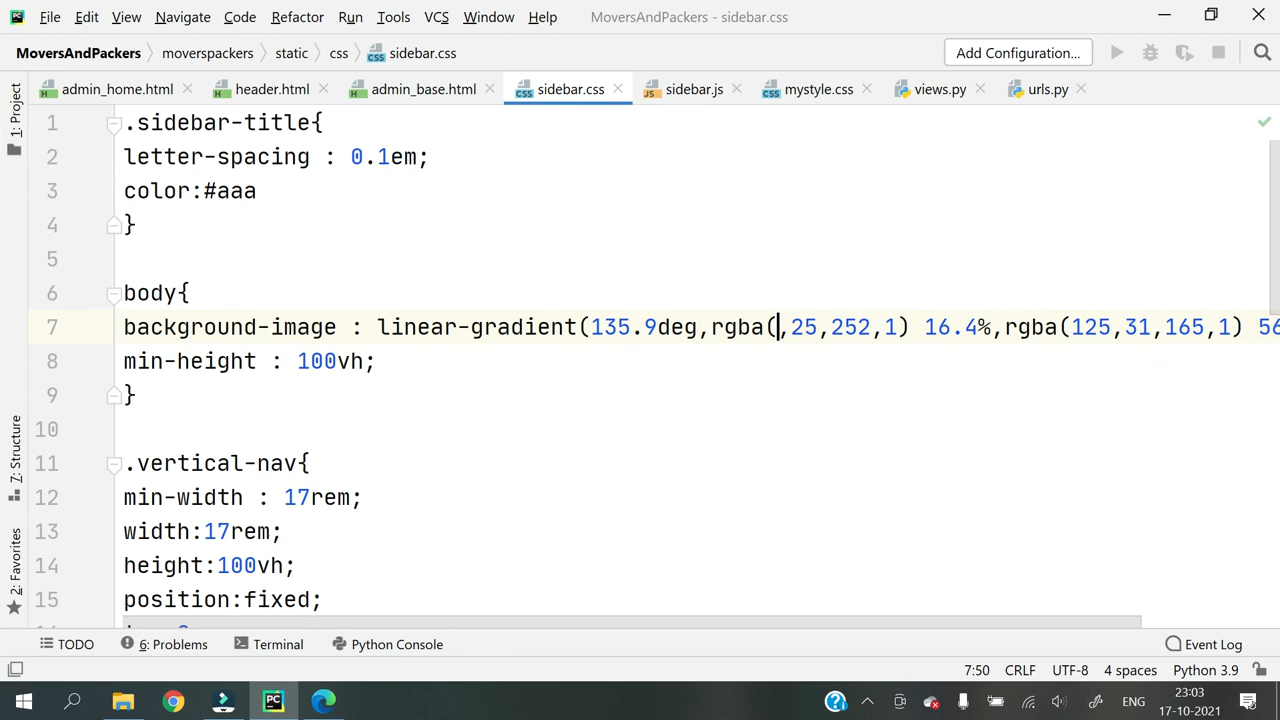 PC File Edit View Navigate Code Refactor Run Tools VCS Window Help MoversAndPackers - sidebar.css
MoversAndPackers moverspackers static css sidebar.css Add Configuration...
admin_home.html header.html admin_base.html sidebar.css sidebar.js mystyle.css views.py urls.py
1: Project
7: Structure
2: Favorites
1 .sidebar-title{
2 letter-spacing : 0.1em;
3 color:#aaa
4 }
5
6 body{
7 background-image : linear-gradient(135.9deg,rgba(,25,252,1) 16.4%,rgba(125,31,165,1) 56
8 min-height : 100vh;
9 }
10
11 .vertical-nav{
12 min-width : 17rem;
13 width:17rem;
14 height:100vh;
15 position:fixed;
TODO 6: Problems Terminal Python Console Event Log
7:50 CRLF UTF-8 4 spaces Python 3.9
ENG 23:03
17-10-2021